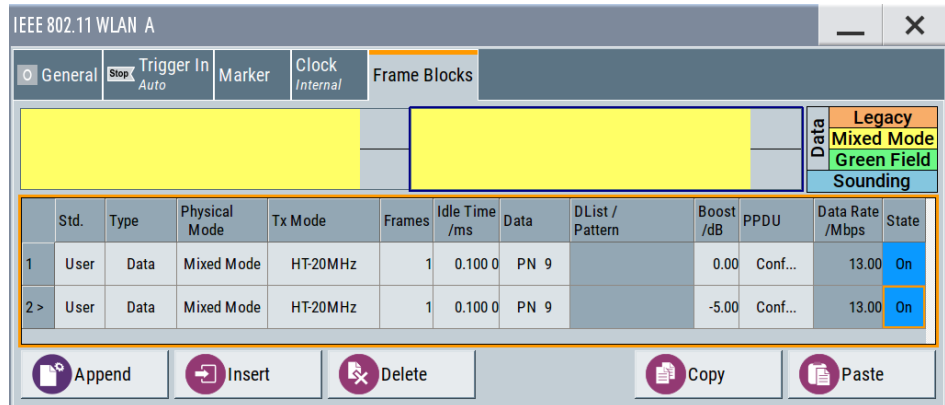 IEEE 802.11 WLAN A
General Stop Trigger In Auto Marker Clock Internal Frame Blocks
Data
Legacy
Mixed Mode
Green Field
Sounding
Std. Type Physical Mode Tx Mode Frames Idle Time /ms Data DList / Pattern Boost /dB PPDU Data Rate /Mbps State
1 User Data Mixed Mode HT-20MHz 1 0.100 0 PN 9 0.00 Conf... 13.00 On
2 > User Data Mixed Mode HT-20MHz 1 0.100 0 PN 9 -5.00 Conf... 13.00 On
Append Insert Delete Copy Paste